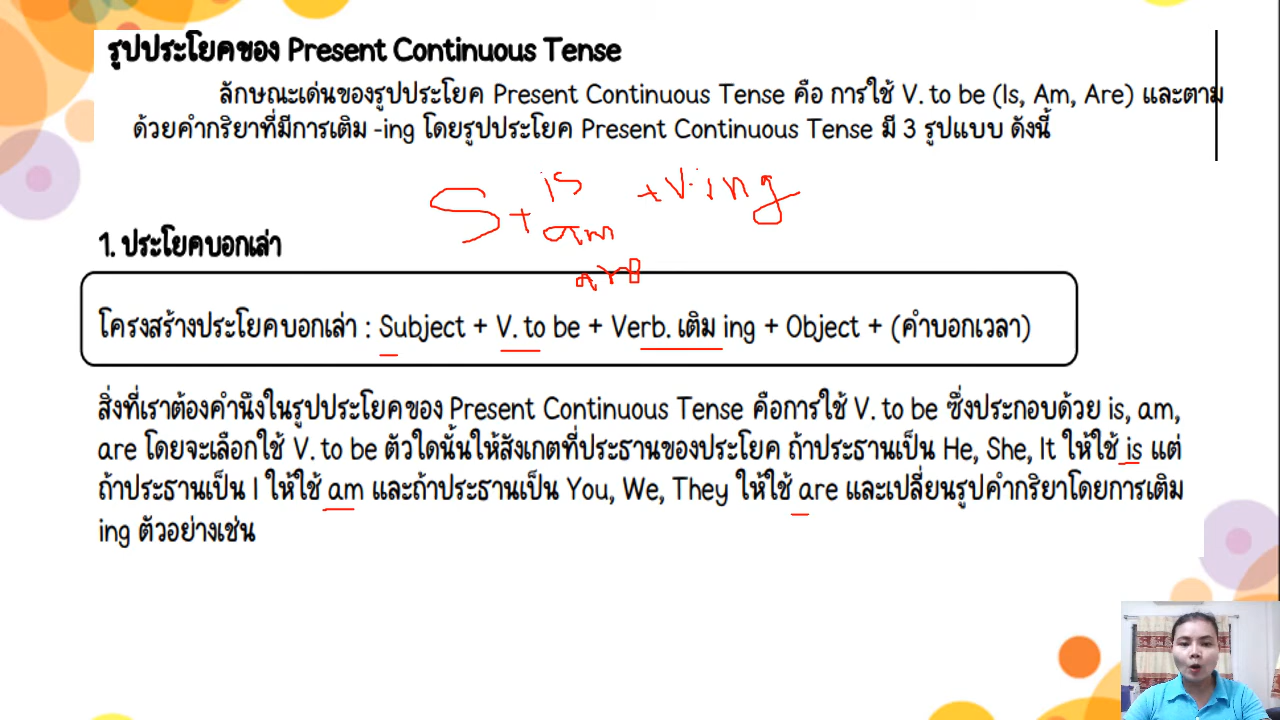 รูปประโยคของ Present Continuous Tense
ลักษณะเด่นของรูปประโยค Present Continuous Tense คือ การใช้ V. to be (Is, Am, Are) และตาม
ด้วยคำกริยาที่มีการเติม -ing โดยรูปประโยค Present Continuous Tense มี 3 รูปแบบ ดังนี้
S + is + v.ing
am
are
1. ประโยคบอกเล่า
โครงสร้างประโยคบอกเล่า : Subject + V. to be + Verb. เติม ing + Object + (คำบอกเวลา)
สิ่งที่เราต้องคำนึงในรูปประโยคของ Present Continuous Tense คือการใช้ V. to be ซึ่งประกอบด้วย is, am,
are โดยจะเลือกใช้ V. to be ตัวใดนั้นให้สังเกตที่ประธานของประโยค ถ้าประธานเป็น He, She, It ให้ใช้ is แต่
ถ้าประธานเป็น I ให้ใช้ am และถ้าประธานเป็น You, We, They ให้ใช้ are และเปลี่ยนรูปคำกริยาโดยการเติม
ing ตัวอย่างเช่น